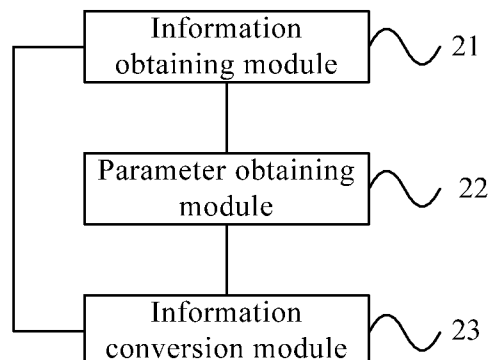 Information
obtaining module
21
Parameter obtaining
module
22
Information
conversion module
23